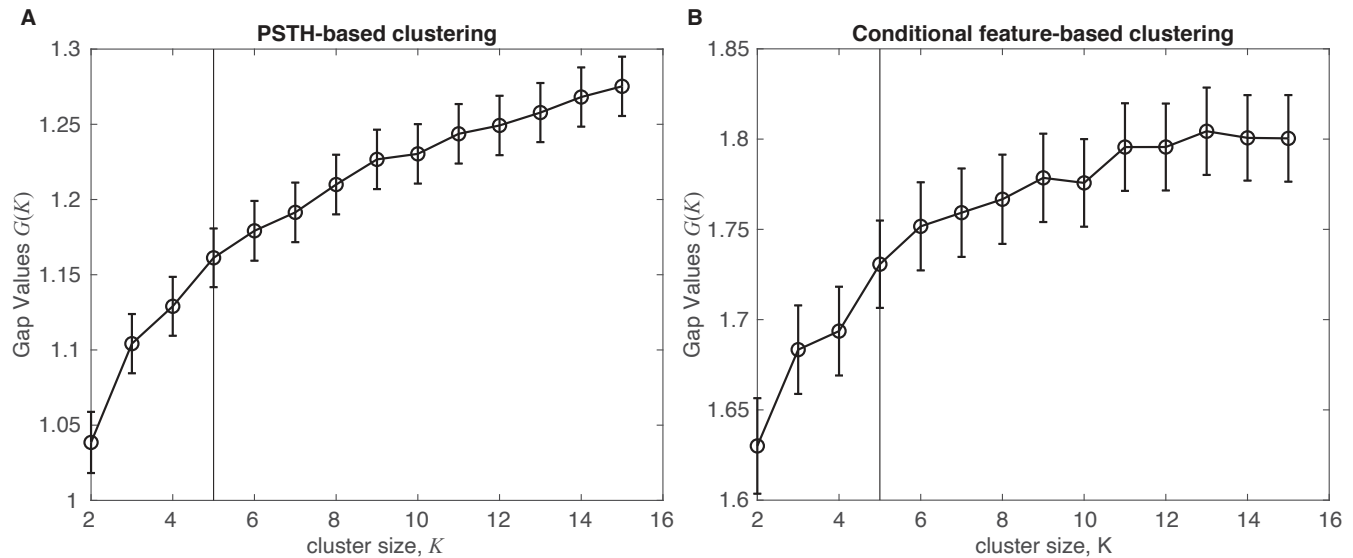 A
PSTH-based clustering
Gap Values G(K)
1.3
1.25
1.2
1.15
1.1
1.05
1
2 4 6 8 10 12 14 16
cluster size, K
B
Conditional feature-based clustering
Gap Values G(K)
1.85
1.8
1.75
1.7
1.65
1.6
2 4 6 8 10 12 14 16
cluster size, K